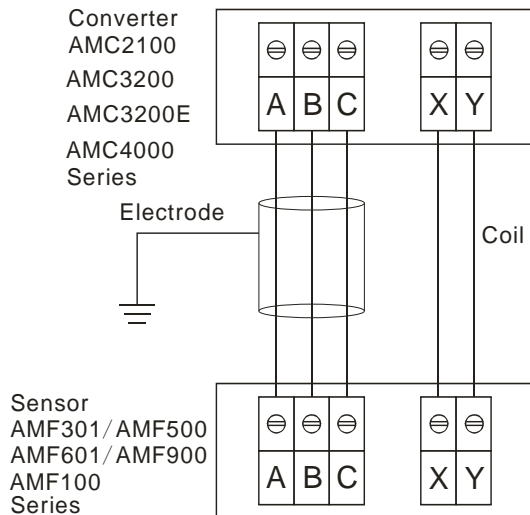 Converter
AMC2100
AMC3200
AMC3200E
AMC4000
Series
A B C X Y
Electrode
Coil
Sensor
AMF301/AMF500
AMF601/AMF900
AMF100
Series
A B C X Y